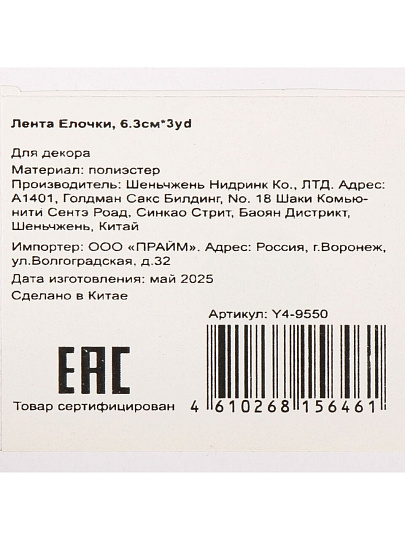 Лента Елочки, 6.3см*3yd
Для декора
Материал: полиэстер
Производитель: Шеньчжень Нидринк Ко., ЛТД. Адрес:
А1401, Голдман Сакс Билдинг, No. 18 Шаки Комью-
нити Сентэ Роад, Синкао Стрит, Баоян Дистрикт,
Шеньчжень, Китай
Импортер: ООО «ПРАЙМ». Адрес: Россия, г.Воронеж,
ул.Волгоградская, д.32
Дата изготовления: май 2025
Сделано в Китае
Артикул: Y4-9550
ЕАС
Товар сертифицирован
4 610268 156461